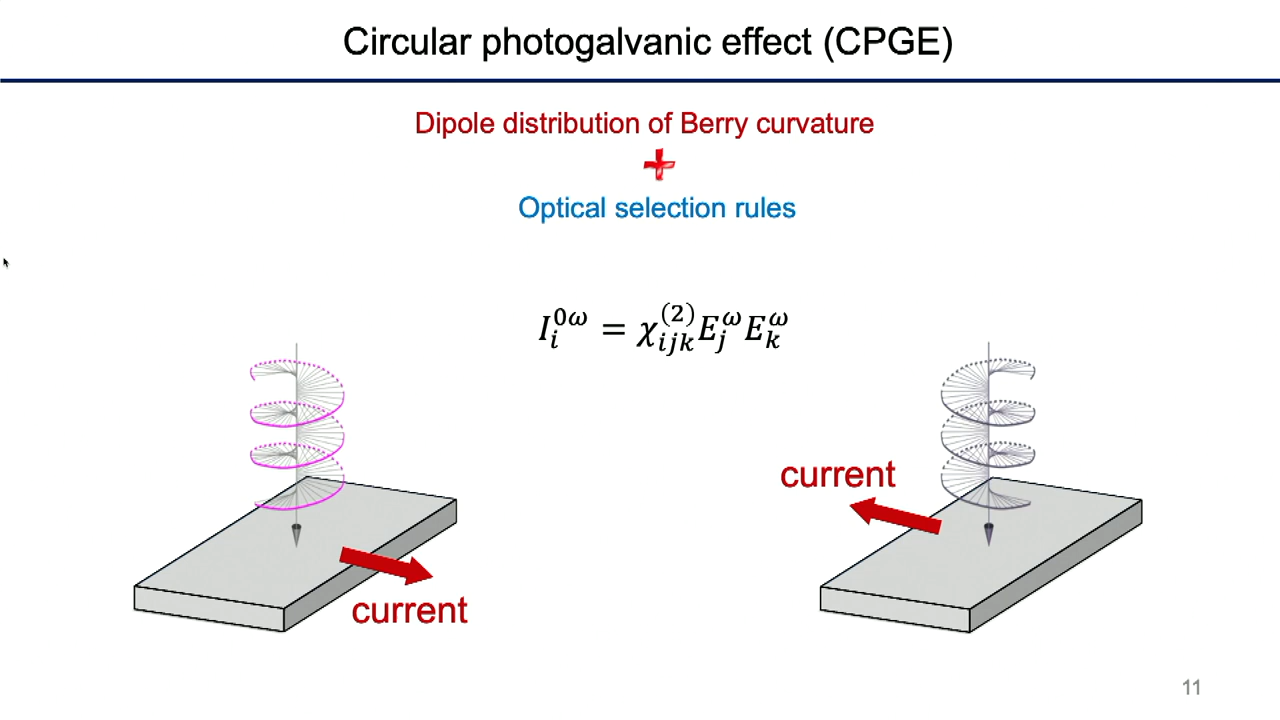 Circular photogalvanic effect (CPGE)
Dipole distribution of Berry curvature
+
Optical selection rules
$I_i^{0\omega} = \chi_{ijk}^{(2)} E_j^{\omega} E_k^{\omega}$
current
current
11